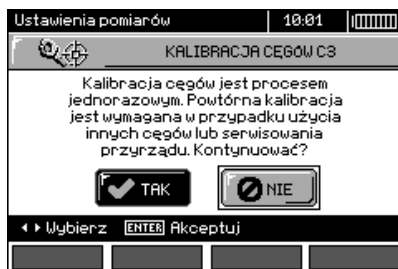 Ustawienia pomiarów 10:01
KALIBRACJA CĘGÓW C3
Kalibracja cęgów jest procesem
jednorazowym. Powtórna kalibracja
jest wymagana w przypadku użycia
innych cęgów lub serwisowania
przyrządu. Kontynuować?
TAK NIE
Wybierz ENTER Akceptuj